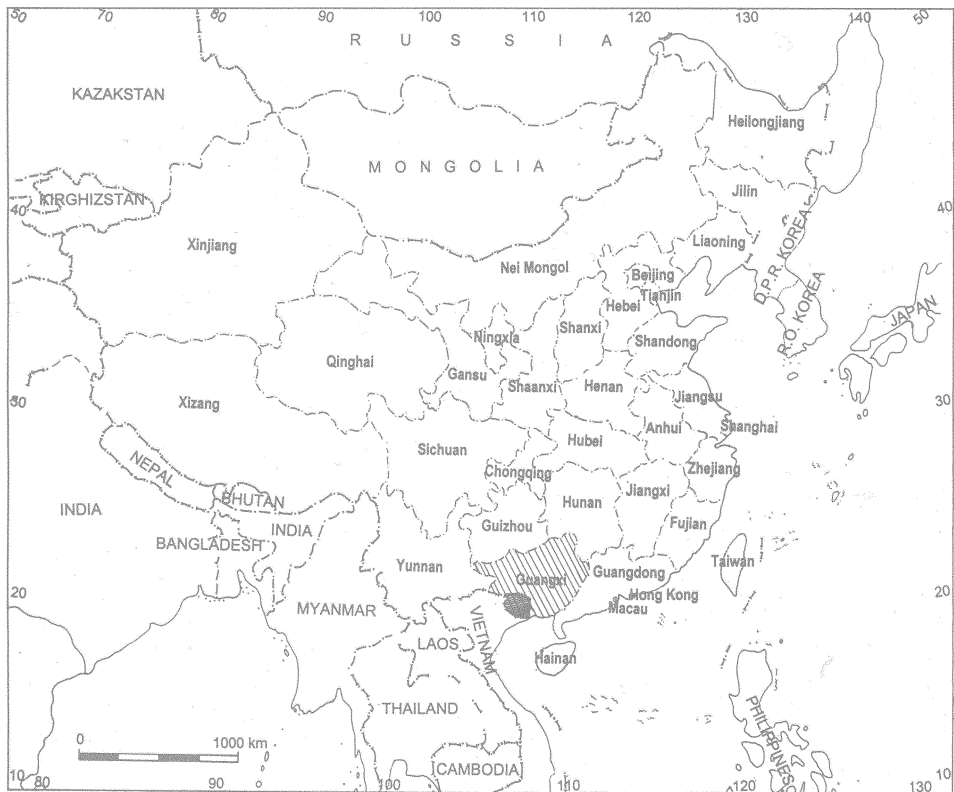 50 70 80 90 100 110 120 130 140 50
R U S S I A
KAZAKSTAN
Heilongjiang
M O N G O L I A
Jilin
KIRGHIZSTAN
40 40
Xinjiang
Liaoning
D.P.R. KOREA
Nei Mongol
Beijing
Tianjin
Hebei
R.O. KOREA
JAPAN
Ningxia
Shanxi
Shandong
Qinghai
Gansu
Shaanxi
Henan
30 30
Xizang
Jiangsu
Anhui
Shanghai
Hubei
Sichuan
Chongqing
Zhejiang
NEPAL
BHUTAN
Hunan
Jiangxi
INDIA
INDIA
Guizhou
Fujian
BANGLADESH
Yunnan
Guangxi
Guangdong
Taiwan
20 20
Hong Kong
Macau
MYANMAR
VIETNAM
LAOS
Hainan
THAILAND
PHILIPPINES
0 1000 km
CAMBODIA
10 80 90 100 110 120 130 10